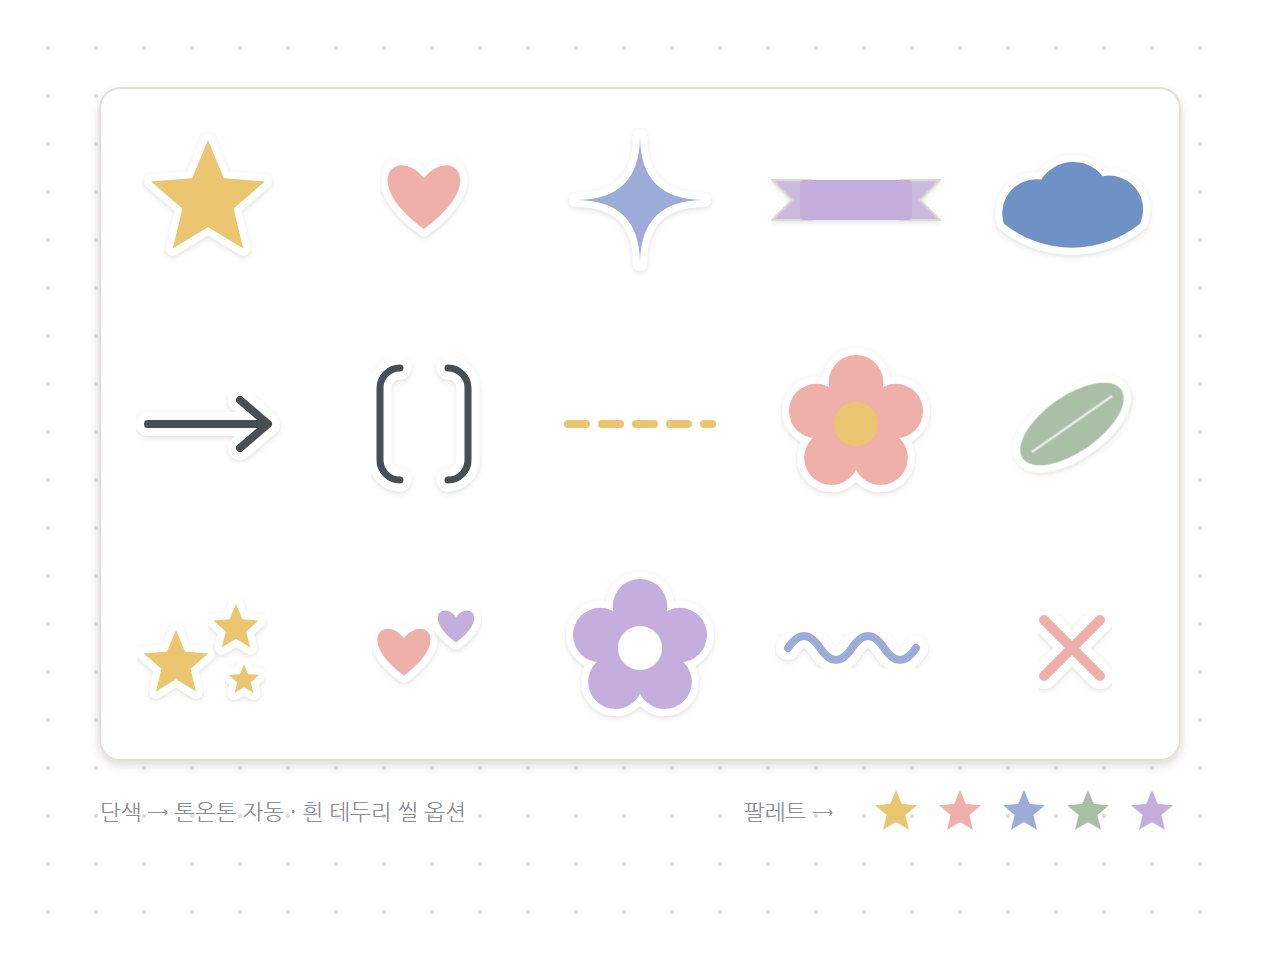 단색 → 톤온톤 자동 · 흰 테두리 씰 옵션
팔레트 →